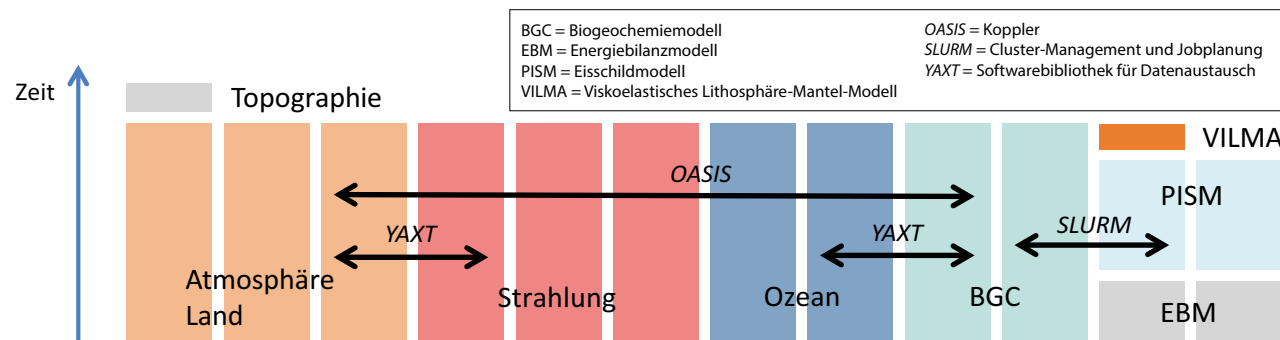 BGC = Biogeochemiemodell
EBM = Energiebilanzmodell
PISM = Eisschildmodell
VILMA = Viskoelastisches Lithosphäre-Mantel-Modell
OASIS = Koppler
SLURM = Cluster-Management und Jobplanung
YAXT = Softwarebibliothek für Datenaustausch
Zeit
Topographie
VILMA
OASIS
PISM
YAXT
YAXT
SLURM
Atmosphäre
Land
Strahlung
Ozean
BGC
EBM